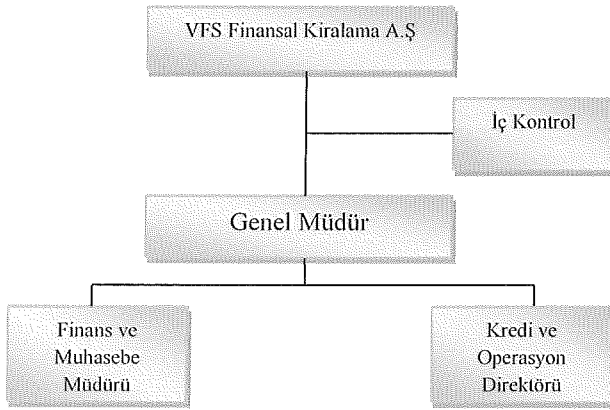 VFS Finansal Kiralama A.Ş
İç Kontrol
Genel Müdür
Finans ve
Muhasebe
Müdürü
Kredi ve
Operasyon
Direktörü